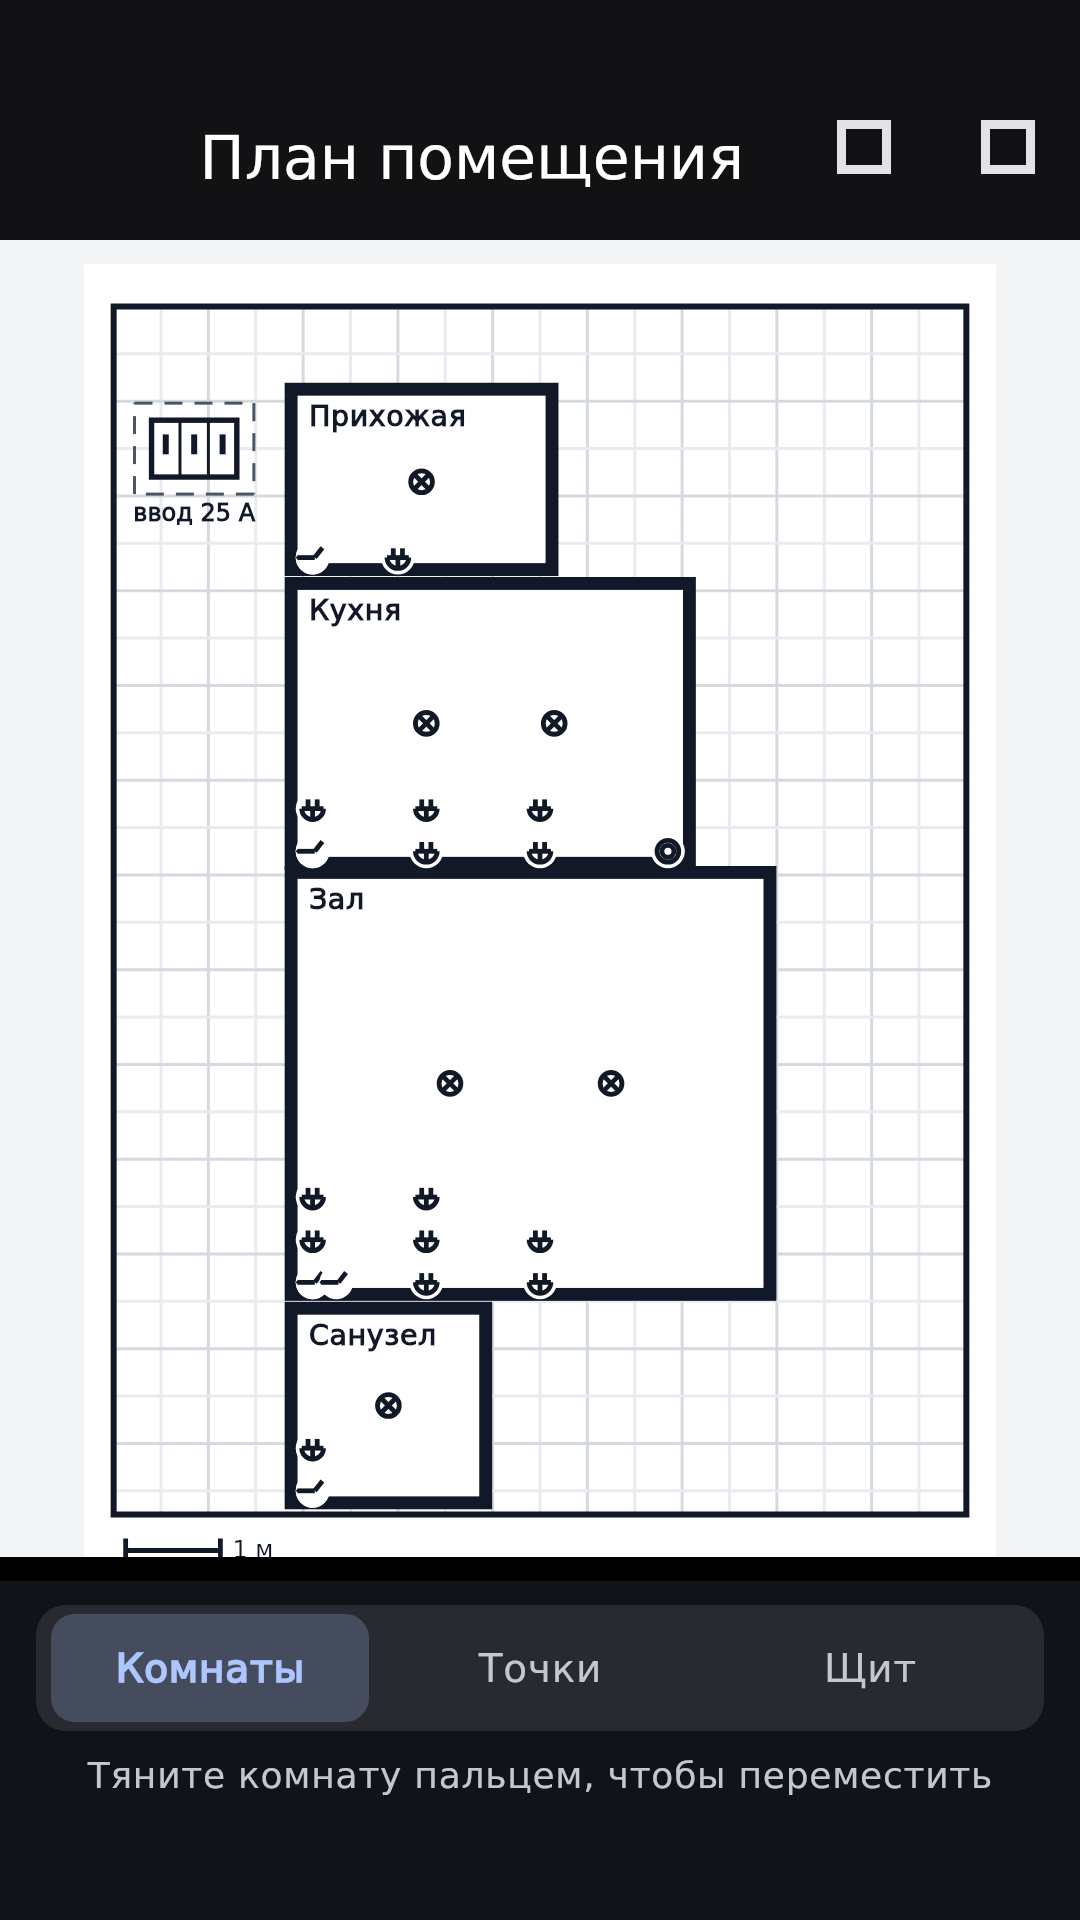 План помещения
Прихожая
ввод 25 А
Кухня
Зал
Санузел
1 м
Комнаты
Точки
Щит
Тяните комнату пальцем, чтобы переместить